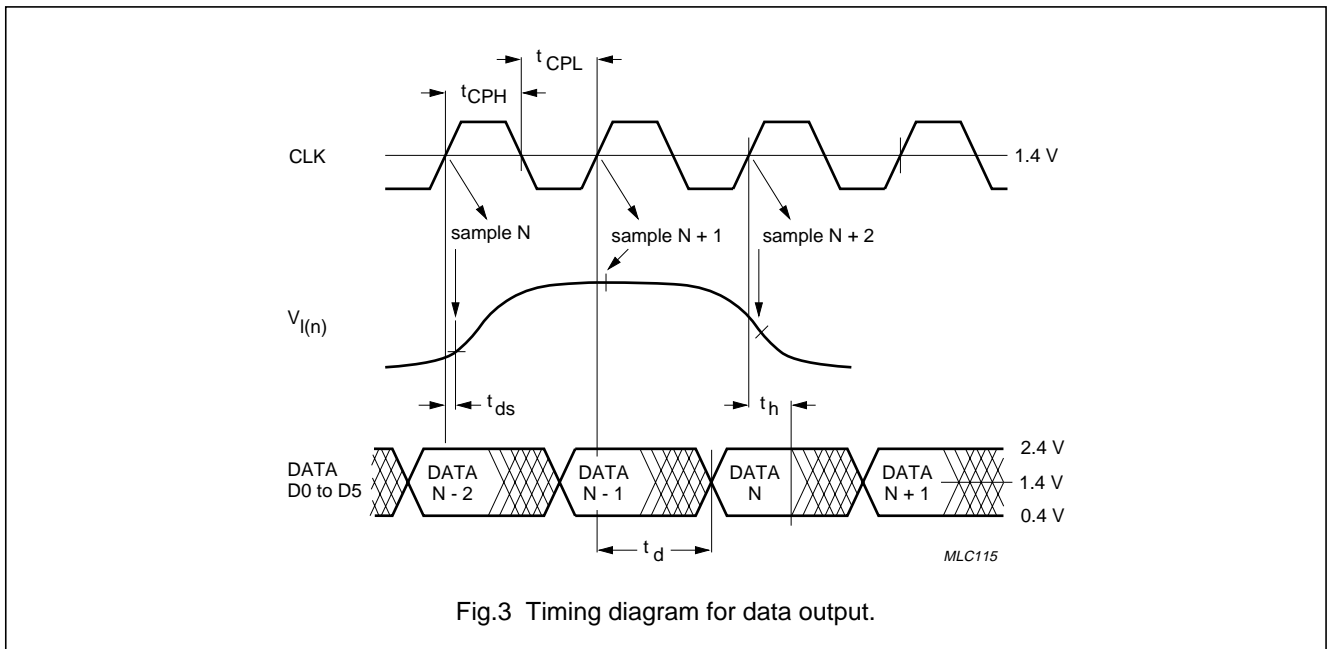 t CPL
t CPH
CLK
1.4 V
sample N
sample N + 1
sample N + 2
V I(n)
t ds
t h
DATA
D0 to D5
DATA
N - 2
DATA
N - 1
DATA
N
DATA
N + 1
2.4 V
1.4 V
0.4 V
t d
MLC115
Fig.3 Timing diagram for data output.